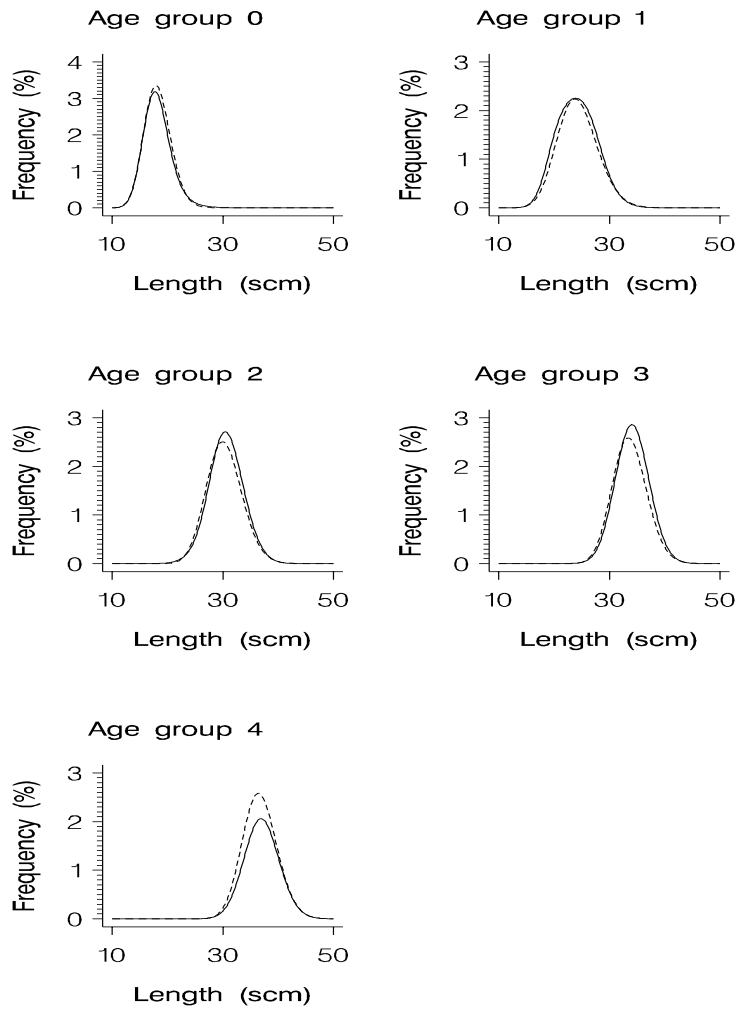 Age group 0
Frequency (%)
4
3
2
1
0
10 30 50
Length (scm)
Age group 1
Frequency (%)
3
2
1
0
10 30 50
Length (scm)
Age group 2
Frequency (%)
3
2
1
0
10 30 50
Length (scm)
Age group 3
Frequency (%)
3
2
1
0
10 30 50
Length (scm)
Age group 4
Frequency (%)
3
2
1
0
10 30 50
Length (scm)